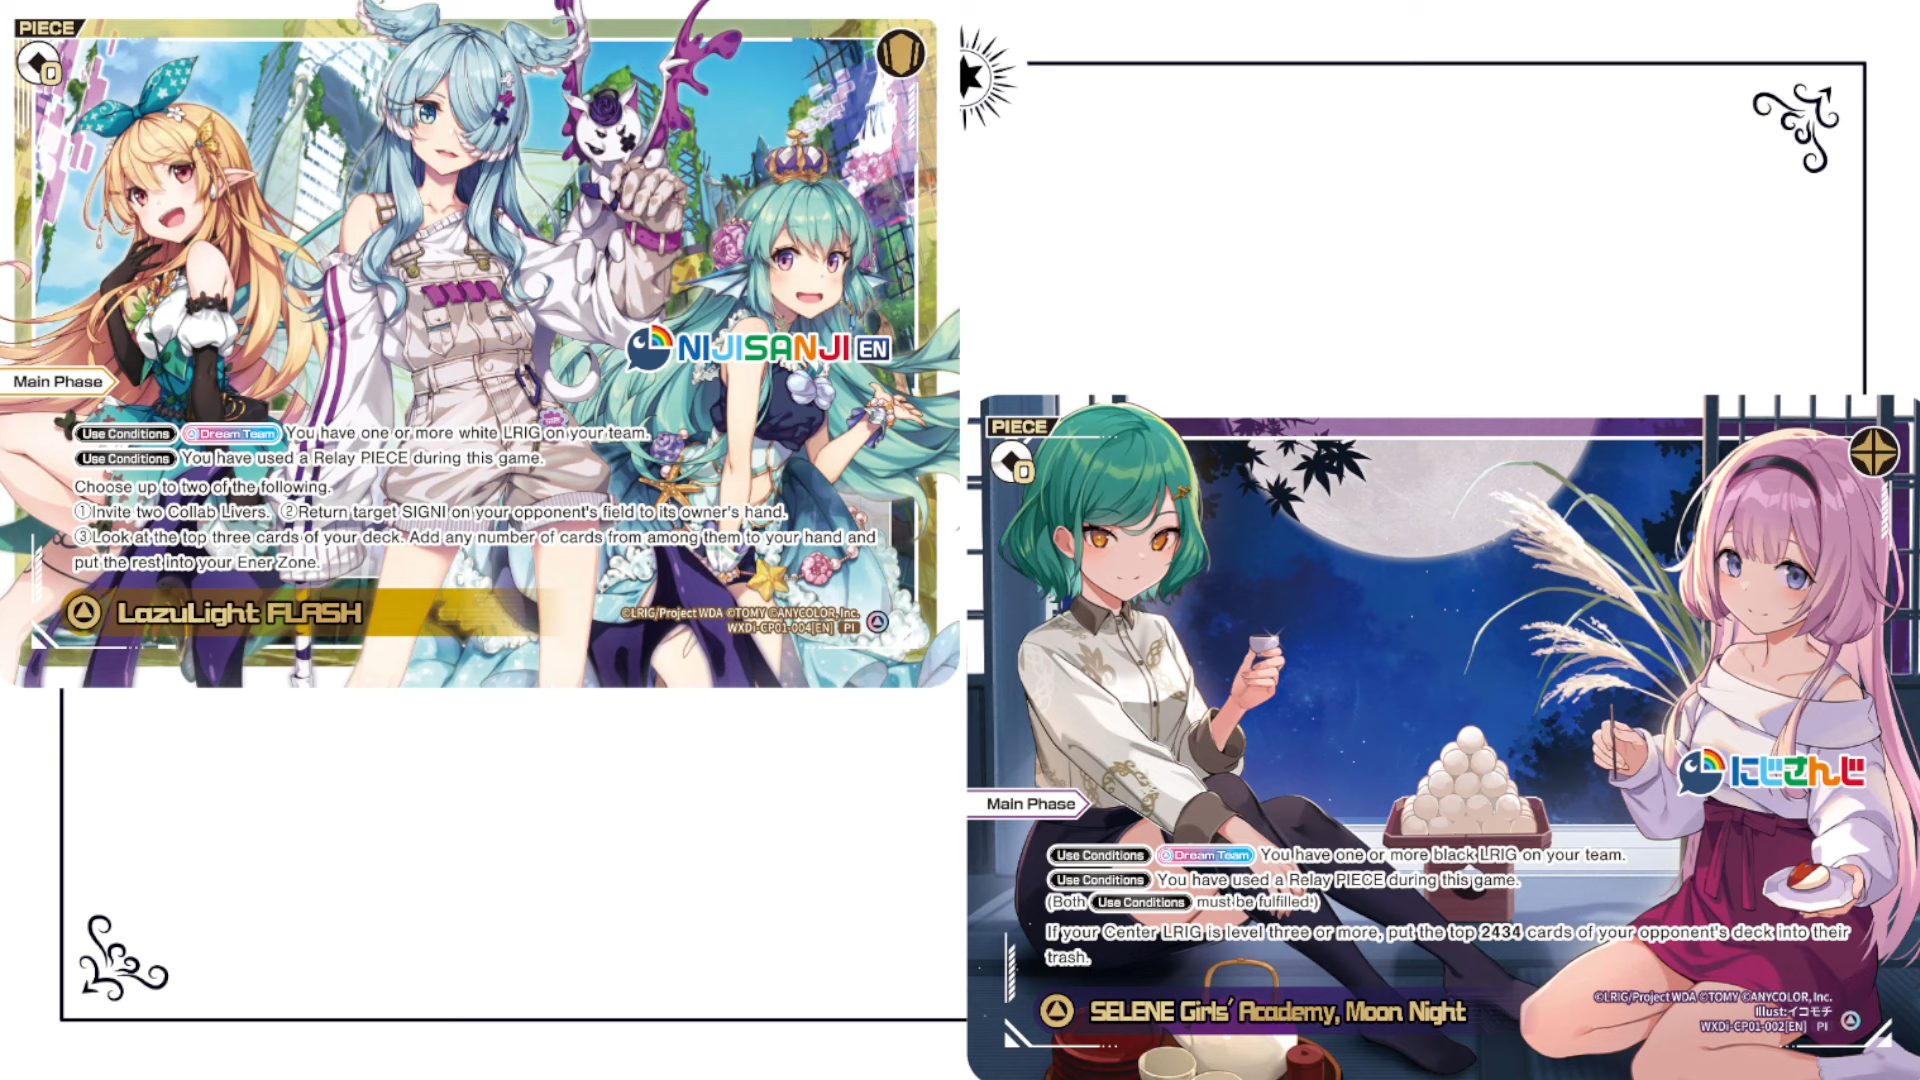 PIECE
0
NIJISANJI EN
Main Phase
Use Conditions Dream Team You have one or more white LRIG on your team.
Use Conditions You have used a Relay PIECE during this game.
Choose up to two of the following.
①Invite two Collab Livers. ②Return target SIGNI on your opponent's field to its owner's hand.
③Look at the top three cards of your deck. Add any number of cards from among them to your hand and
put the rest into your Ener Zone.
LazuLight FLASH
©LRIG/Project WDA ©TOMY ©ANYCOLOR, Inc.
WXDi-CP01-004[EN] PI
PIECE
0
にじさんじ
Main Phase
Use Conditions Dream Team You have one or more black LRIG on your team.
Use Conditions You have used a Relay PIECE during this game.
(Both Use Conditions must be fulfilled.)
If your Center LRIG is level three or more, put the top 2434 cards of your opponent's deck into their
trash.
SELENE Girls' Academy, Moon Night
©LRIG/Project WDA ©TOMY ©ANYCOLOR, Inc.
Illust:イコモチ
WXDi-CP01-002[EN] PI